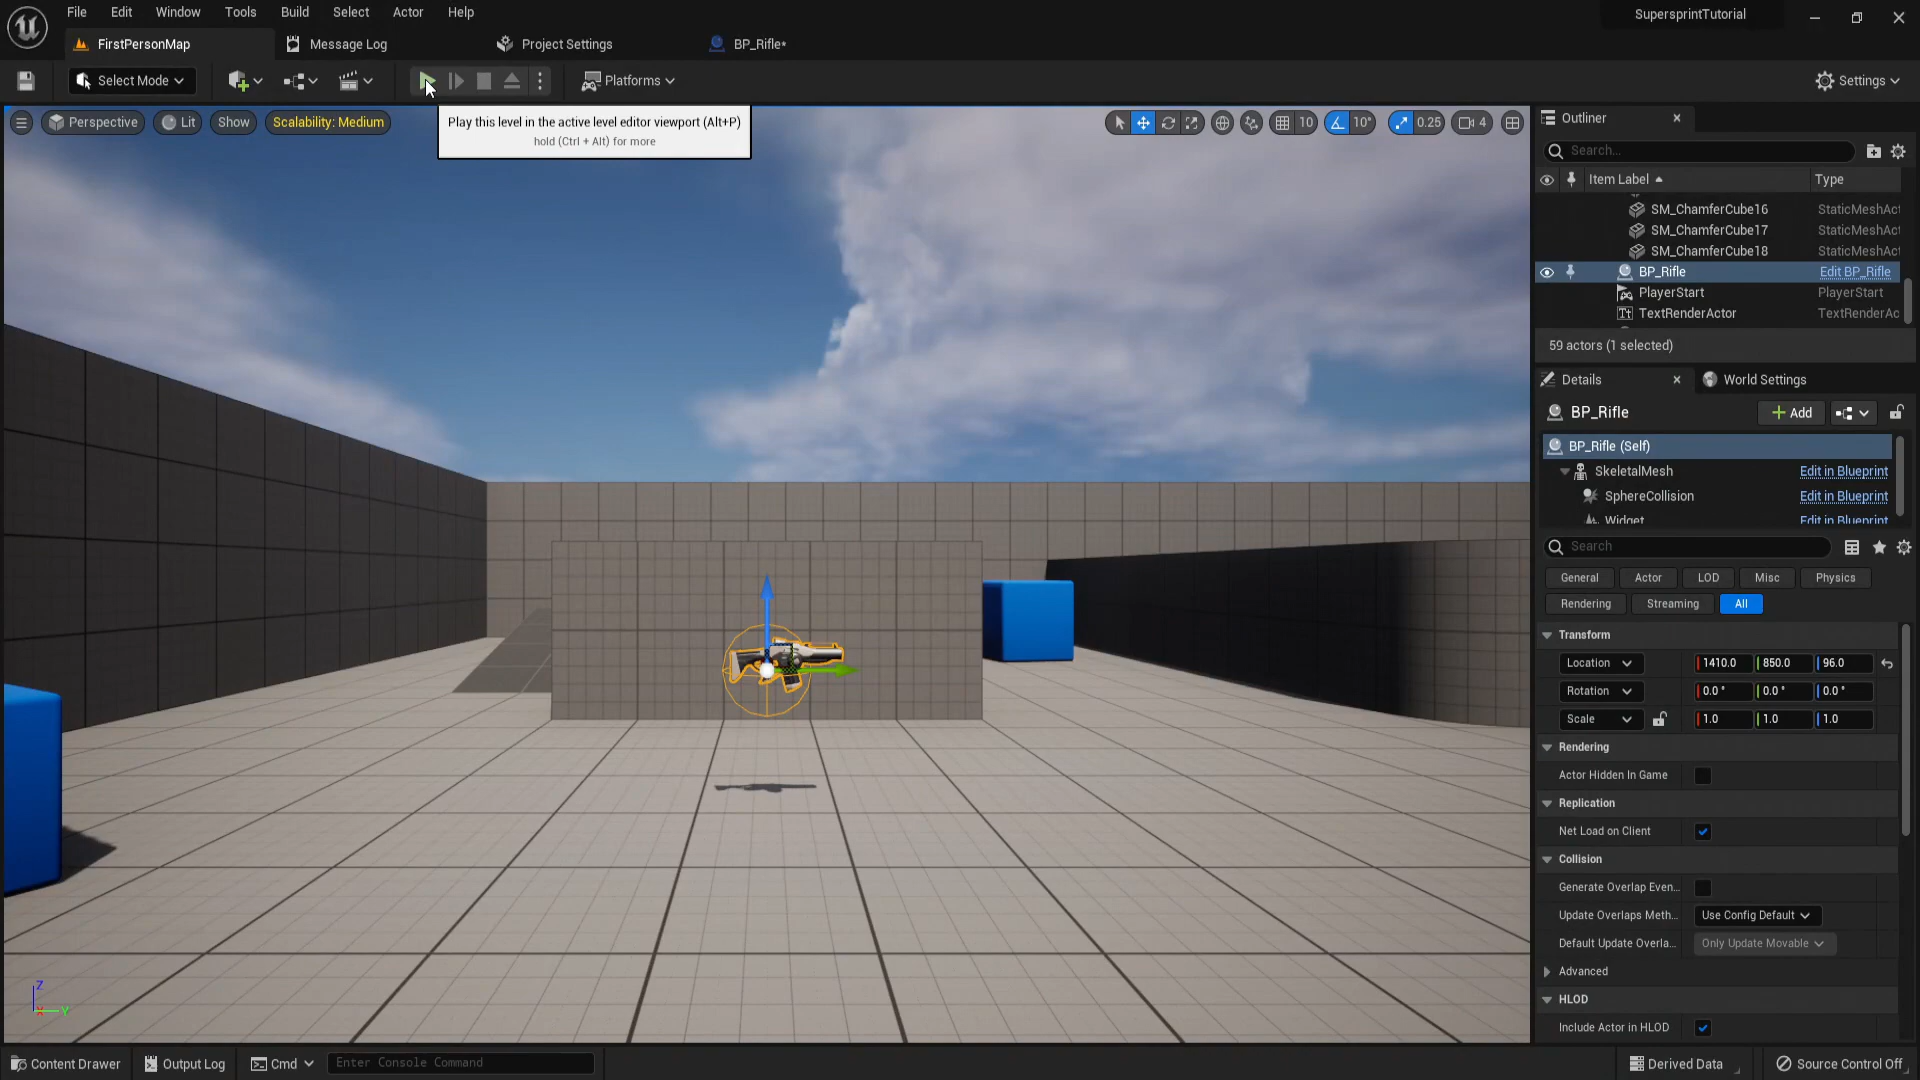 File Edit Window Tools Build Select Actor Help
SupersprintTutorial
FirstPersonMap Message Log Project Settings BP_Rifle*
Select Mode Platforms Settings
Perspective Lit Show Scalability: Medium
Play this level in the active level editor viewport (Alt+P)
hold (Ctrl + Alt) for more
10 10° 0.25 4
Outliner
Search...
Item Label Type
SM_ChamferCube16 StaticMeshAct
SM_ChamferCube17 StaticMeshAct
SM_ChamferCube18 StaticMeshAct
BP_Rifle Edit BP_Rifle
PlayerStart PlayerStart
TextRenderActor TextRenderAc
59 actors (1 selected)
Details World Settings
BP_Rifle Add
BP_Rifle (Self)
SkeletalMesh Edit in Blueprint
SphereCollision Edit in Blueprint
Widget Edit in Blueprint
Search
General Actor LOD Misc Physics
Rendering Streaming All
Transform
Location 1410.0 850.0 96.0
Rotation 0.0° 0.0° 0.0°
Scale 1.0 1.0 1.0
Rendering
Actor Hidden In Game
Replication
Net Load on Client
Collision
Generate Overlap Even...
Update Overlaps Meth... Use Config Default
Default Update Overla... Only Update Movable
Advanced
HLOD
Include Actor in HLOD
Z
X Y
Content Drawer Output Log Cmd Enter Console Command Derived Data Source Control Off